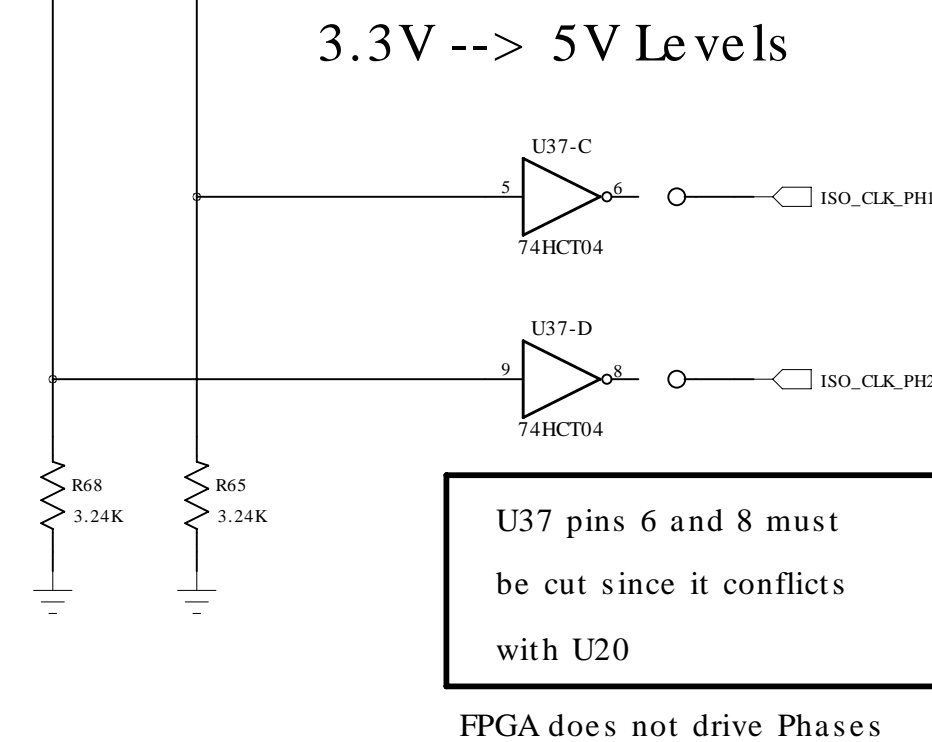 3.3V --> 5V Levels
U37-C
5
6
ISO_CLK_PH1
74HCT04
U37-D
9
8
ISO_CLK_PH2
74HCT04
R68
3.24K
R65
3.24K
U37 pins 6 and 8 must
be cut since it conflicts
with U20
FPGA does not drive Phases